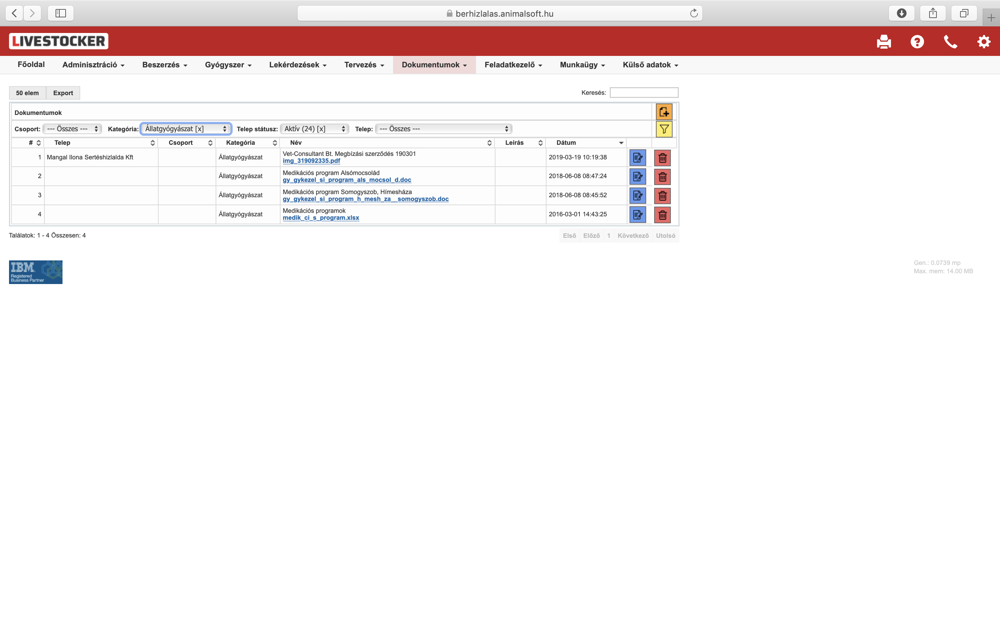 berhizlalas.animalsoft.hu
LIVESTOCKER
Főoldal Adminisztráció Beszerzés Gyógyszer Lekérdezések Tervezés Dokumentumok Feladatkezelő Munkaügy Külső adatok
50 elem Export Keresés:
Dokumentumok
Csoport: --- Összes --- Kategória: Állatgyógyászat [x] Telep státusz: Aktív (24) [x] Telep: --- Összes ---
# Telep Csoport Kategória Név Leírás Dátum
1 Mangal Ilona Sertéshizlalda Kft Állatgyógyászat Vet-Consultant Bt. Megbízási szerződés 190301 2019-03-19 10:19:38
img_319092335.pdf
2 Állatgyógyászat Medikációs program Alsómocsolád 2018-06-08 08:47:24
gy_gykezel_si_program_als_mocsol_d.doc
3 Állatgyógyászat Medikációs program Somogyszob, Hímesháza 2018-06-08 08:45:52
gy_gykezel_si_program_h_mesh_za__somogyszob.doc
4 Állatgyógyászat Medikációs programok 2016-03-01 14:43:25
medik_ci_s_program.xlsx
Találatok: 1 - 4 Összesen: 4 Első Előző 1 Következő Utolsó
IBM
Registered
Business Partner
Gen.: 0.0739 mp
Max. mem: 14.00 MB